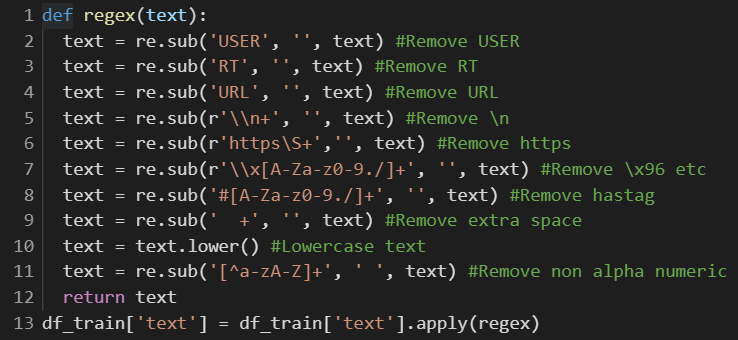 1 def regex(text):
2   text = re.sub('USER', '', text) #Remove USER
3   text = re.sub('RT', '', text) #Remove RT
4   text = re.sub('URL', '', text) #Remove URL
5   text = re.sub(r'\\n+', '', text) #Remove \n
6   text = re.sub(r'https\S+','', text) #Remove https
7   text = re.sub(r'\\x[A-Za-z0-9./]+', '', text) #Remove \x96 etc
8   text = re.sub('#[A-Za-z0-9./]+', '', text) #Remove hastag
9   text = re.sub('  +', '', text) #Remove extra space
10   text = text.lower() #Lowercase text
11   text = re.sub('[^a-zA-Z]+', ' ', text) #Remove non alpha numeric
12   return text
13 df_train['text'] = df_train['text'].apply(regex)